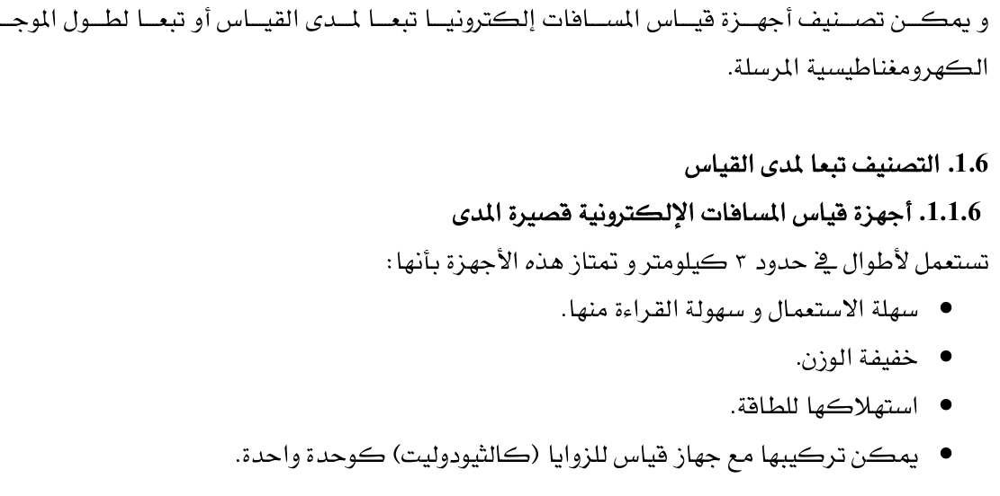 و يمكن تصنيف أجهزة قياس المسافات إلكترونيا تبعا لمدى القياس أو تبعا لطول
الكهرومغناطيسية المرسلة.
1.6. التصنيف تبعا لمدى القياس
1.1.6. أجهزة قياس المسافات الإلكترونية قصيرة المدى
تستعمل لأطوال في حدود ٣ كيلومتر و تمتاز هذه الأجهزة بأنها:
• سهلة الاستعمال و سهولة القراءة منها.
• خفيفة الوزن.
• استهلاكها للطاقة.
• يمكن تركيبها مع جهاز قياس للزوايا (كالثيودوليت) كوحدة واحدة.